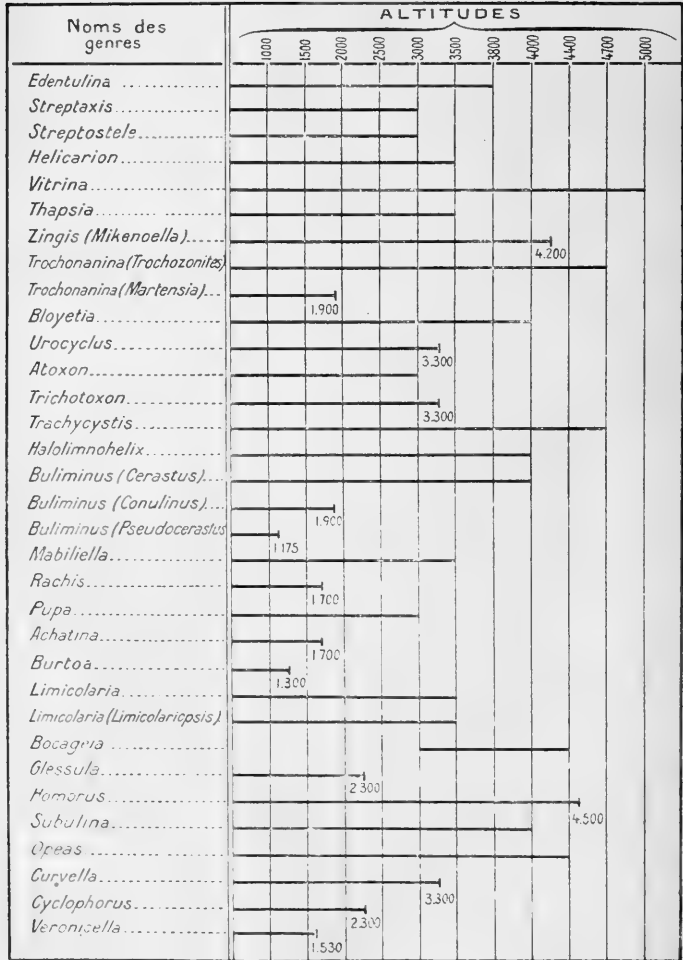 ALTITUDES
Noms des
genres
1000 1500 2000 2500 3000 3500 3800 4000 4400 4700 5000
Edentulina
Streptaxis
Streptostele
Helicarion
Vitrina
Thapsia
Zingis (Mikenoella)
4.200
Trochonanina (Trochozonites)
Trochonanina (Martensia)
1.900
Bloyetia
Urocyclus
3.300
Atoxon
Trichotoxon
3.300
Trachycystis
Halolimnohelix
Buliminus (Cerastus)
Buliminus (Conulinus)
1.900
Buliminus (Pseudocerastus
1.175
Mabiliella
Rachis
1.700
Pupa
Achatina
1.700
Burtoa
1.300
Limicolaria
Limicolaria (Limicolariopsis)
Bocageia
Glessula
2.300
Homorus
4.500
Subulina
Opeas
Curvella
3.300
Cyclophorus
2.300
Veronicella
1.530